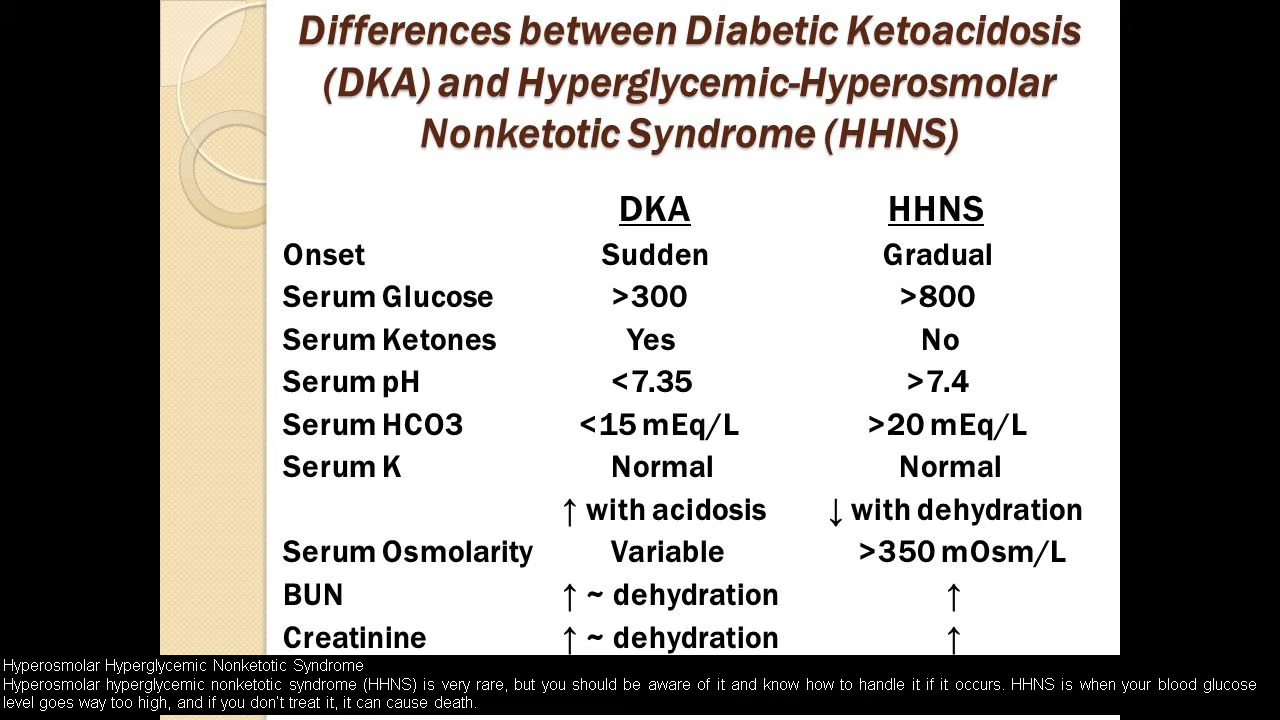 Differences between Diabetic Ketoacidosis
(DKA) and Hyperglycemic-Hyperosmolar
Nonketotic Syndrome (HHNS)
DKA HHNS
Onset Sudden Gradual
Serum Glucose >300 >800
Serum Ketones Yes No
Serum pH <7.35 >7.4
Serum HCO3 <15 mEq/L >20 mEq/L
Serum K Normal Normal
↑ with acidosis ↓ with dehydration
Serum Osmolarity Variable >350 mOsm/L
BUN ↑ ~ dehydration ↑
Creatinine ↑ ~ dehydration ↑
Hyperosmolar Hyperglycemic Nonketotic Syndrome
Hyperosmolar hyperglycemic nonketotic syndrome (HHNS) is very rare, but you should be aware of it and know how to handle it if it occurs. HHNS is when your blood glucose
level goes way too high, and if you don't treat it, it can cause death.